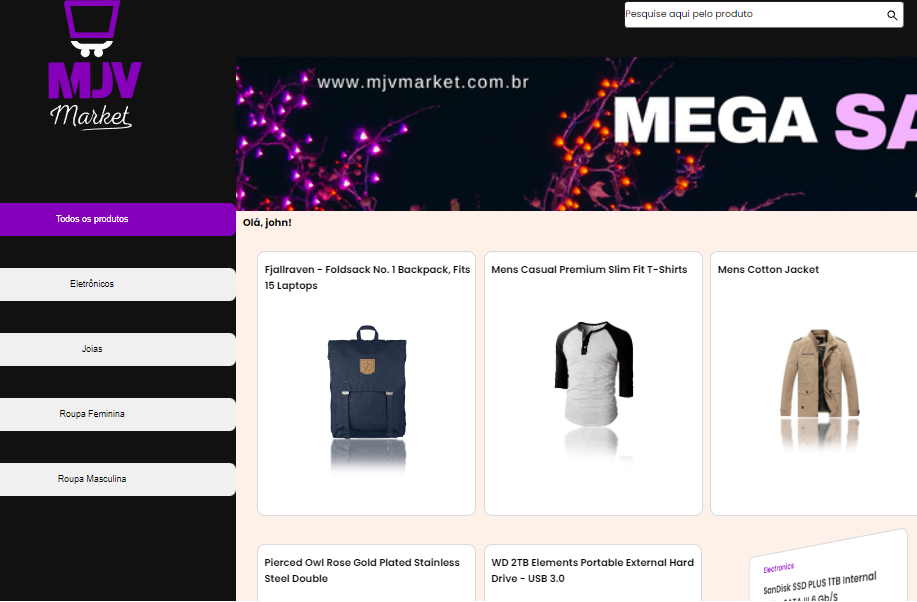 Pesquise aqui pelo produto
MJV
Market
www.mjvmarket.com.br
MEGA SA
Todos os produtos
Olá, john!
Eletrônicos
Joias
Roupa Feminina
Roupa Masculina
Fjallraven - Foldsack No. 1 Backpack, Fits
15 Laptops
Mens Casual Premium Slim Fit T-Shirts
Mens Cotton Jacket
Pierced Owl Rose Gold Plated Stainless
Steel Double
WD 2TB Elements Portable External Hard
Drive - USB 3.0
Electronics
SanDisk SSD PLUS 1TB Internal
SATA III 6 Gb/S